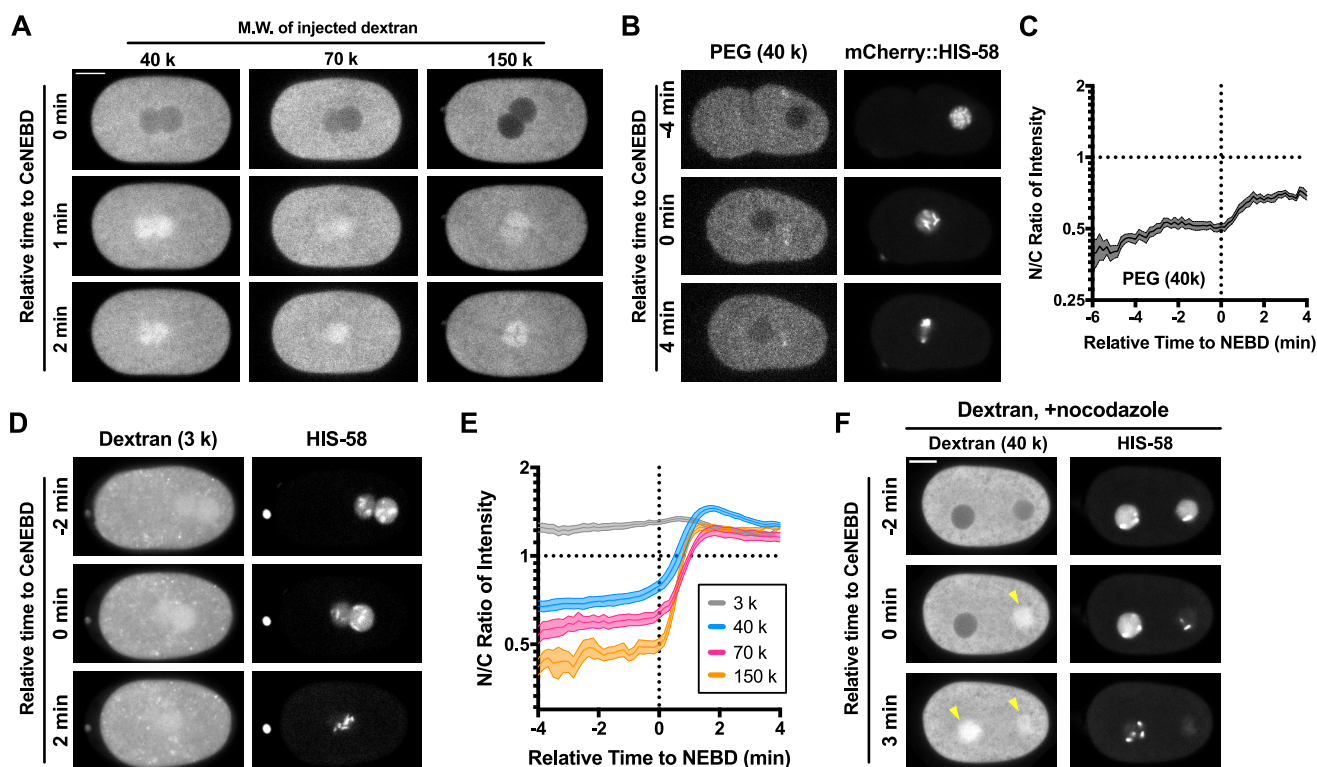 A
M.W. of injected dextran
40 k
70 k
150 k
Relative time to CeNEBD
0 min
1 min
2 min
B
PEG (40 k)
mCherry::HIS-58
Relative time to CeNEBD
-4 min
0 min
4 min
C
N/C Ratio of Intensity
2
1
0.5
0.25
PEG (40k)
-6
-4
-2
0
2
4
Relative Time to NEBD (min)
D
Dextran (3 k)
HIS-58
Relative time to CeNEBD
-2 min
0 min
2 min
E
N/C Ratio of Intensity
2
1
0.5
3 k
40 k
70 k
150 k
-4
-2
0
2
4
Relative Time to NEBD (min)
F
Dextran, +nocodazole
Dextran (40 k)
HIS-58
Relative time to CeNEBD
-2 min
0 min
3 min